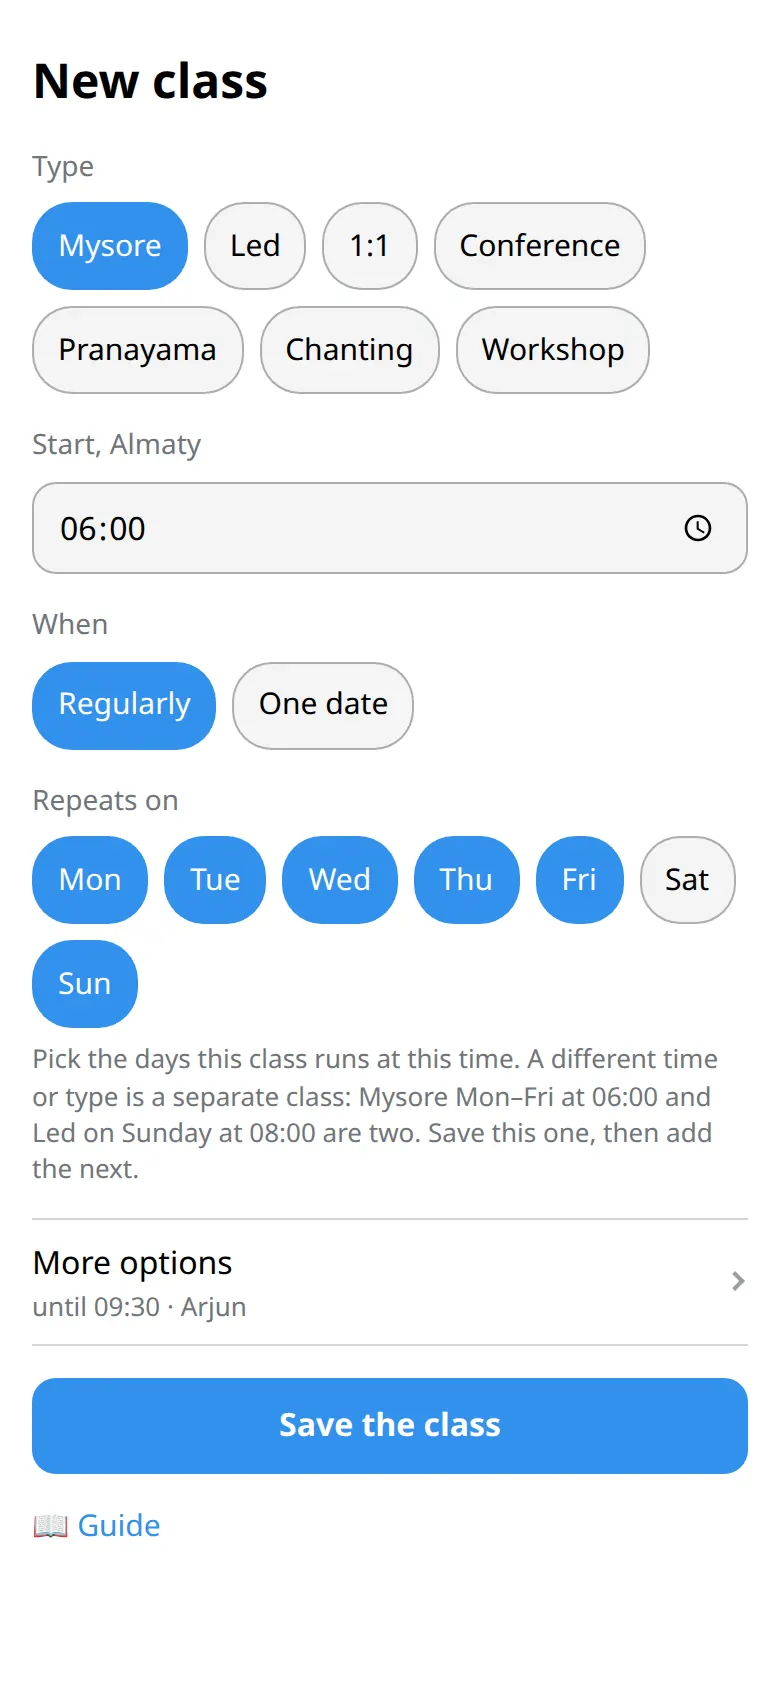 New class
Type
Mysore Led 1:1 Conference
Pranayama Chanting Workshop
Start, Almaty
06:00
When
Regularly One date
Repeats on
Mon Tue Wed Thu Fri Sat
Sun
Pick the days this class runs at this time. A different time
or type is a separate class: Mysore Mon–Fri at 06:00 and
Led on Sunday at 08:00 are two. Save this one, then add
the next.
More options
until 09:30 · Arjun
Save the class
📖 Guide